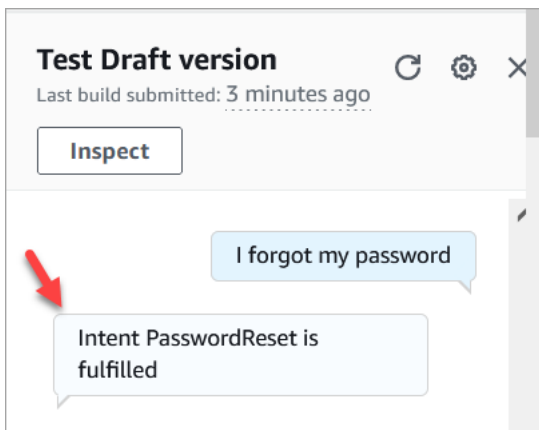 Test Draft version
Last build submitted: 3 minutes ago
Inspect
I forgot my password
Intent PasswordReset is
fulfilled